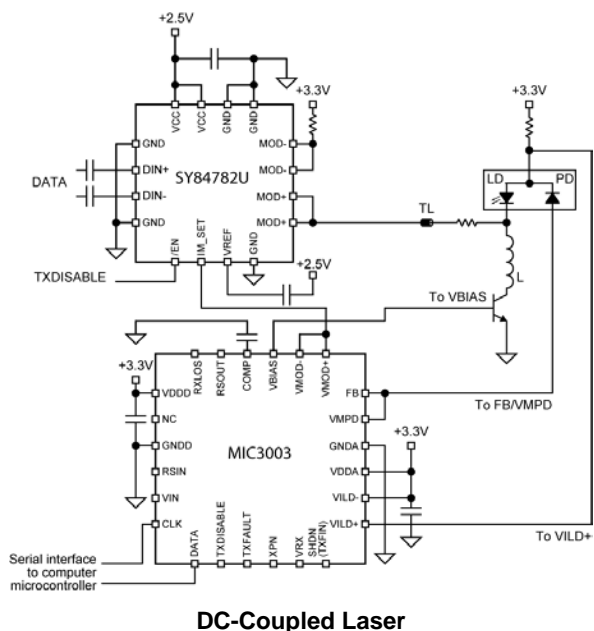 +2.5V
+3.3V
+3.3V
VCC
VCC
GND
GND
GND
DIN+
DIN-
GND
DATA
SY84782U
MOD-
MOD-
MOD+
MOD+
/EN
IM_SET
VREF
GND
LD
PD
TL
L
TXDISABLE
+2.5V
To VBIAS
+3.3V
RXLOS
RSOUT
COMP
VBIAS
VMOD-
VMOD+
VDDD
NC
GNDD
RSIN
VIN
CLK
MIC3003
FB
VMPD
GNDA
VDDA
VILD-
VILD+
To FB/VMPD
+3.3V
To VILD+
DATA
TXDISABLE
TXFAULT
XPN
VRX
SHDN
(TXFIN)
Serial interface
to computer
microcontroller
DC-Coupled Laser